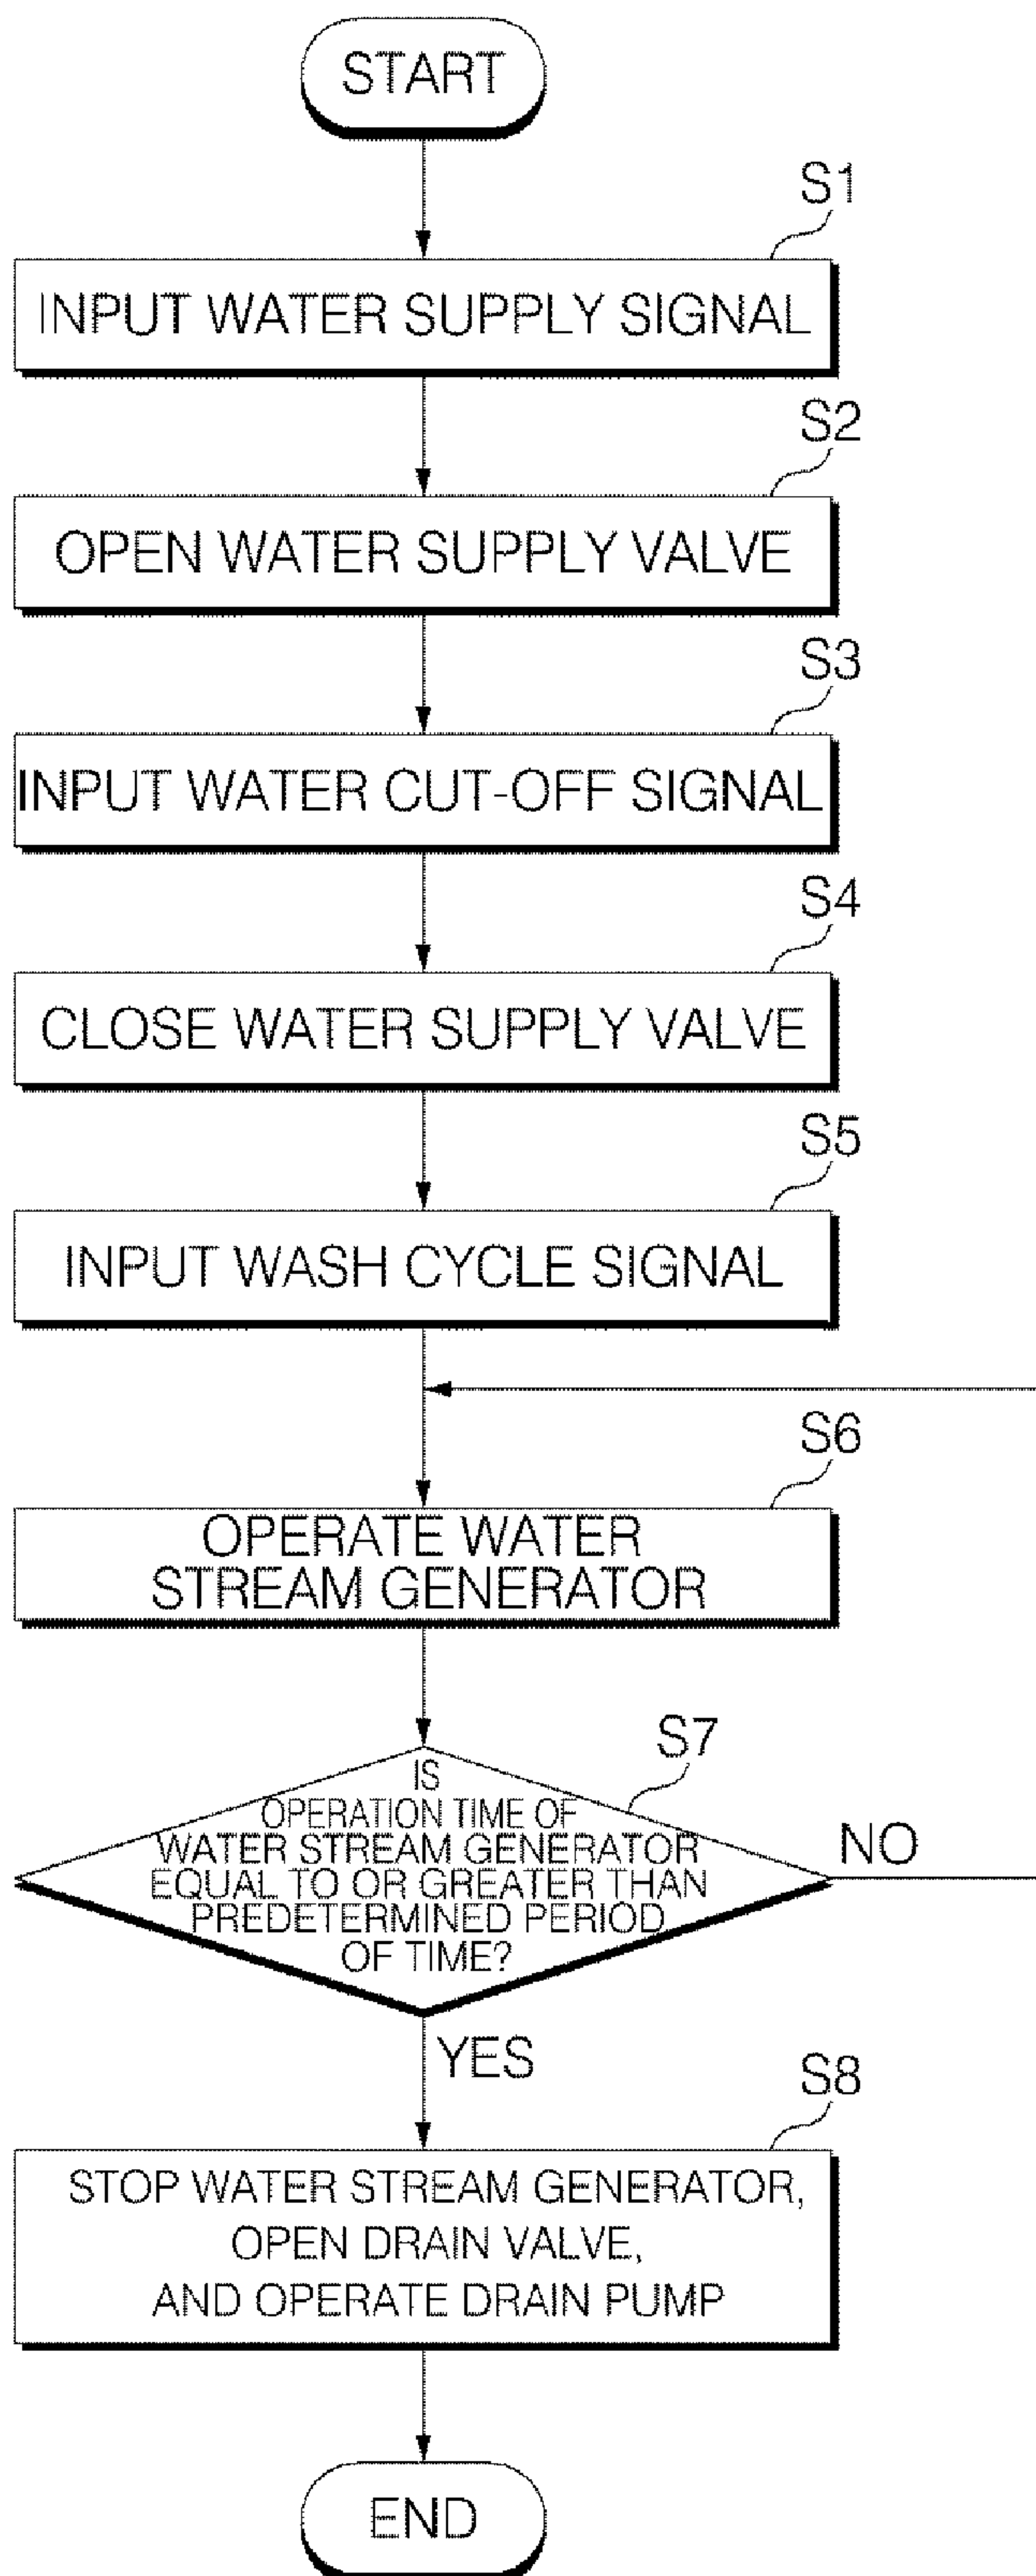 START
S1
INPUT WATER SUPPLY SIGNAL
S2
OPEN WATER SUPPLY VALVE
S3
INPUT WATER CUT-OFF SIGNAL
S4
CLOSE WATER SUPPLY VALVE
S5
INPUT WASH CYCLE SIGNAL
S6
OPERATE WATER
STREAM GENERATOR
S7
IS
OPERATION TIME OF
WATER STREAM GENERATOR
EQUAL TO OR GREATER THAN
PREDETERMINED PERIOD
OF TIME?
NO
YES
S8
STOP WATER STREAM GENERATOR,
OPEN DRAIN VALVE,
AND OPERATE DRAIN PUMP
END